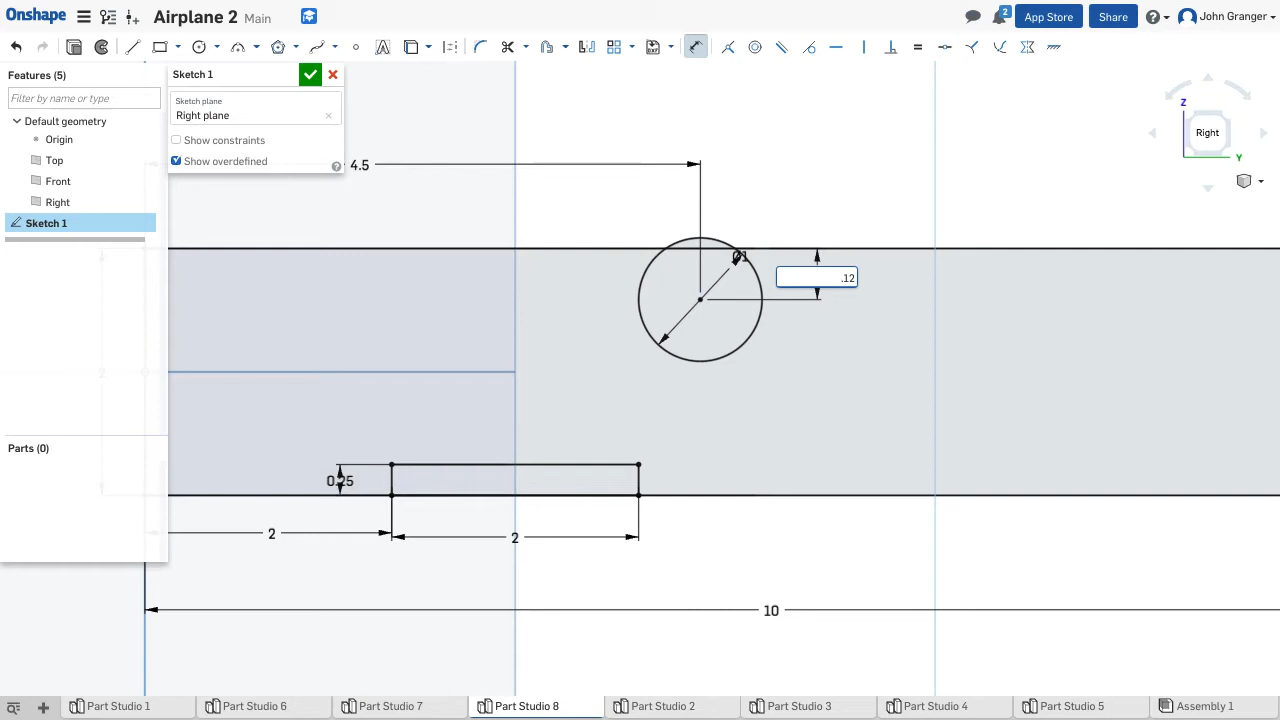 Onshape
Airplane 2 Main
2
App Store
Share
John Granger
Features (5)
Filter by name or type
Default geometry
Origin
Top
Front
Right
Sketch 1
Parts (0)
Sketch 1
Sketch plane
Right plane
Show constraints
Show overdefined
4.5
Ø1
.12
0.25
2
2
10
Z
Right
Y
Part Studio 1
Part Studio 6
Part Studio 7
Part Studio 8
Part Studio 2
Part Studio 3
Part Studio 4
Part Studio 5
Assembly 1